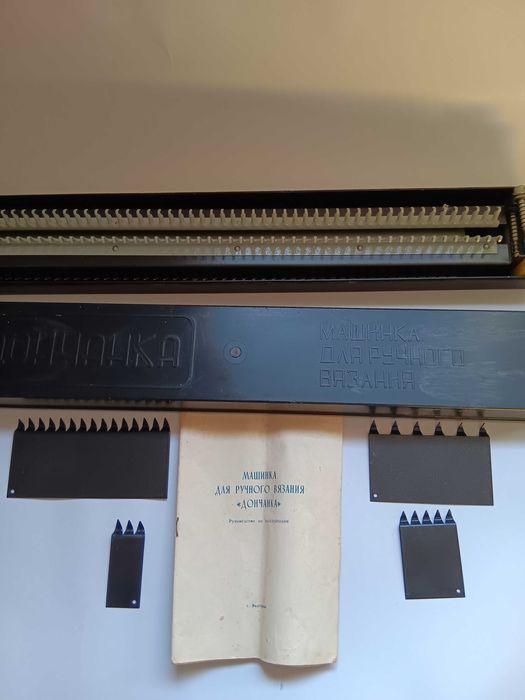 ДОНЧАНКА
МАШИНКА
ДЛЯ РУЧНОГО
ВЯЗАНИЯ
МАШИНКА
ДЛЯ РУЧНОГО ВЯЗАНИЯ
«ДОНЧАНКА»
Руководство по эксплуатации